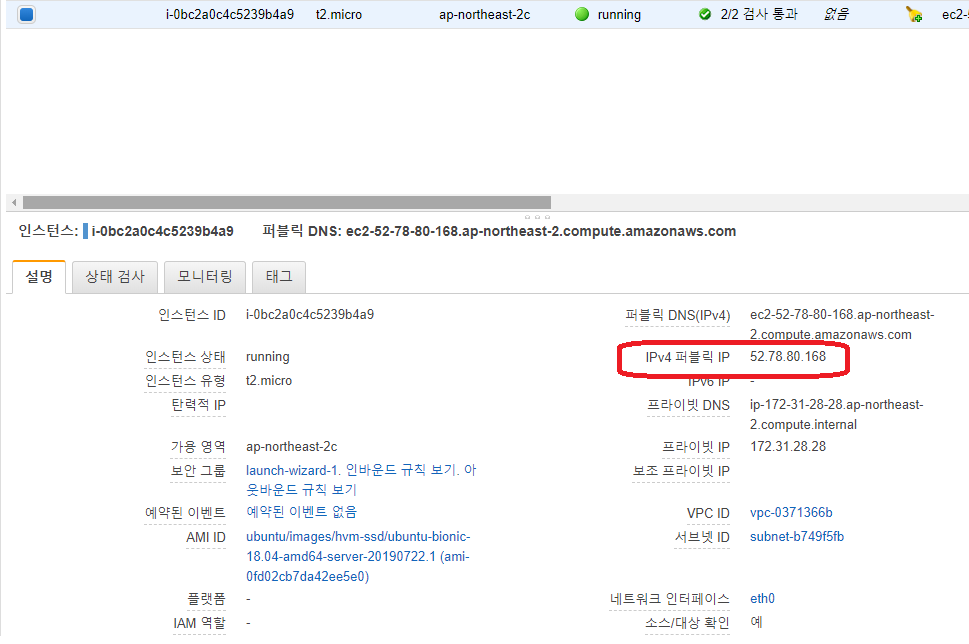 i-0bc2a0c4c5239b4a9 t2.micro ap-northeast-2c running 2/2 검사 통과 없음
인스턴스: i-0bc2a0c4c5239b4a9 퍼블릭 DNS: ec2-52-78-80-168.ap-northeast-2.compute.amazonaws.com
설명 상태 검사 모니터링 태그
인스턴스 ID i-0bc2a0c4c5239b4a9
인스턴스 상태 running
인스턴스 유형 t2.micro
탄력적 IP
가용 영역 ap-northeast-2c
보안 그룹 launch-wizard-1. 인바운드 규칙 보기. 아
웃바운드 규칙 보기
예약된 이벤트 예약된 이벤트 없음
AMI ID ubuntu/images/hvm-ssd/ubuntu-bionic-
18.04-amd64-server-20190722.1 (ami-
0fd02cb7da42ee5e0)
플랫폼 -
IAM 역할 -
퍼블릭 DNS(IPv4) ec2-52-78-80-168.ap-northeast-
2.compute.amazonaws.com
IPv4 퍼블릭 IP 52.78.80.168
IPv6 IP -
프라이빗 DNS ip-172-31-28-28.ap-northeast-
2.compute.internal
프라이빗 IP 172.31.28.28
보조 프라이빗 IP
VPC ID vpc-0371366b
서브넷 ID subnet-b749f5fb
네트워크 인터페이스 eth0
소스/대상 확인 예